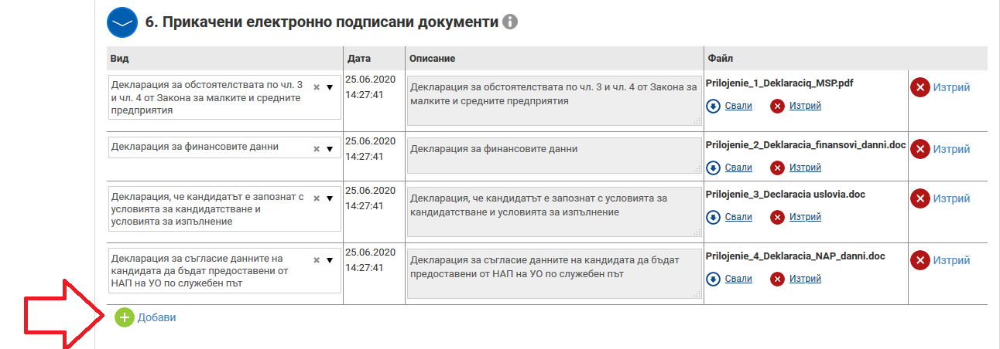 6. Прикачени електронно подписани документи
Вид Дата Описание Файл
Декларация за обстоятелствата по чл. 3
и чл. 4 от Закона за малките и средните
предприятия
25.06.2020
14:27:41
Декларация за обстоятелствата по чл. 3 и чл. 4 от Закона за
малките и средните предприятия
Prilojenie_1_Deklaraciq_MSP.pdf
Свали Изтрий
Изтрий
Декларация за финансовите данни
25.06.2020
14:27:41
Декларация за финансовите данни
Prilojenie_2_Deklaracia_finansovi_danni.doc
Свали Изтрий
Изтрий
Декларация, че кандидатът е запознат с
условията за кандидатстване и
условията за изпълнение
25.06.2020
14:27:41
Декларация, че кандидатът е запознат с условията за
кандидатстване и условията за изпълнение
Prilojenie_3_Declaracia uslovia.doc
Свали Изтрий
Изтрий
Декларация за съгласие данните на
кандидата да бъдат предоставени от
НАП на УО по служебен път
25.06.2020
14:27:41
Декларация за съгласие данните на кандидата да бъдат
предоставени от НАП на УО по служебен път
Prilojenie_4_Deklaracia_NAP_danni.doc
Свали Изтрий
Изтрий
Добави